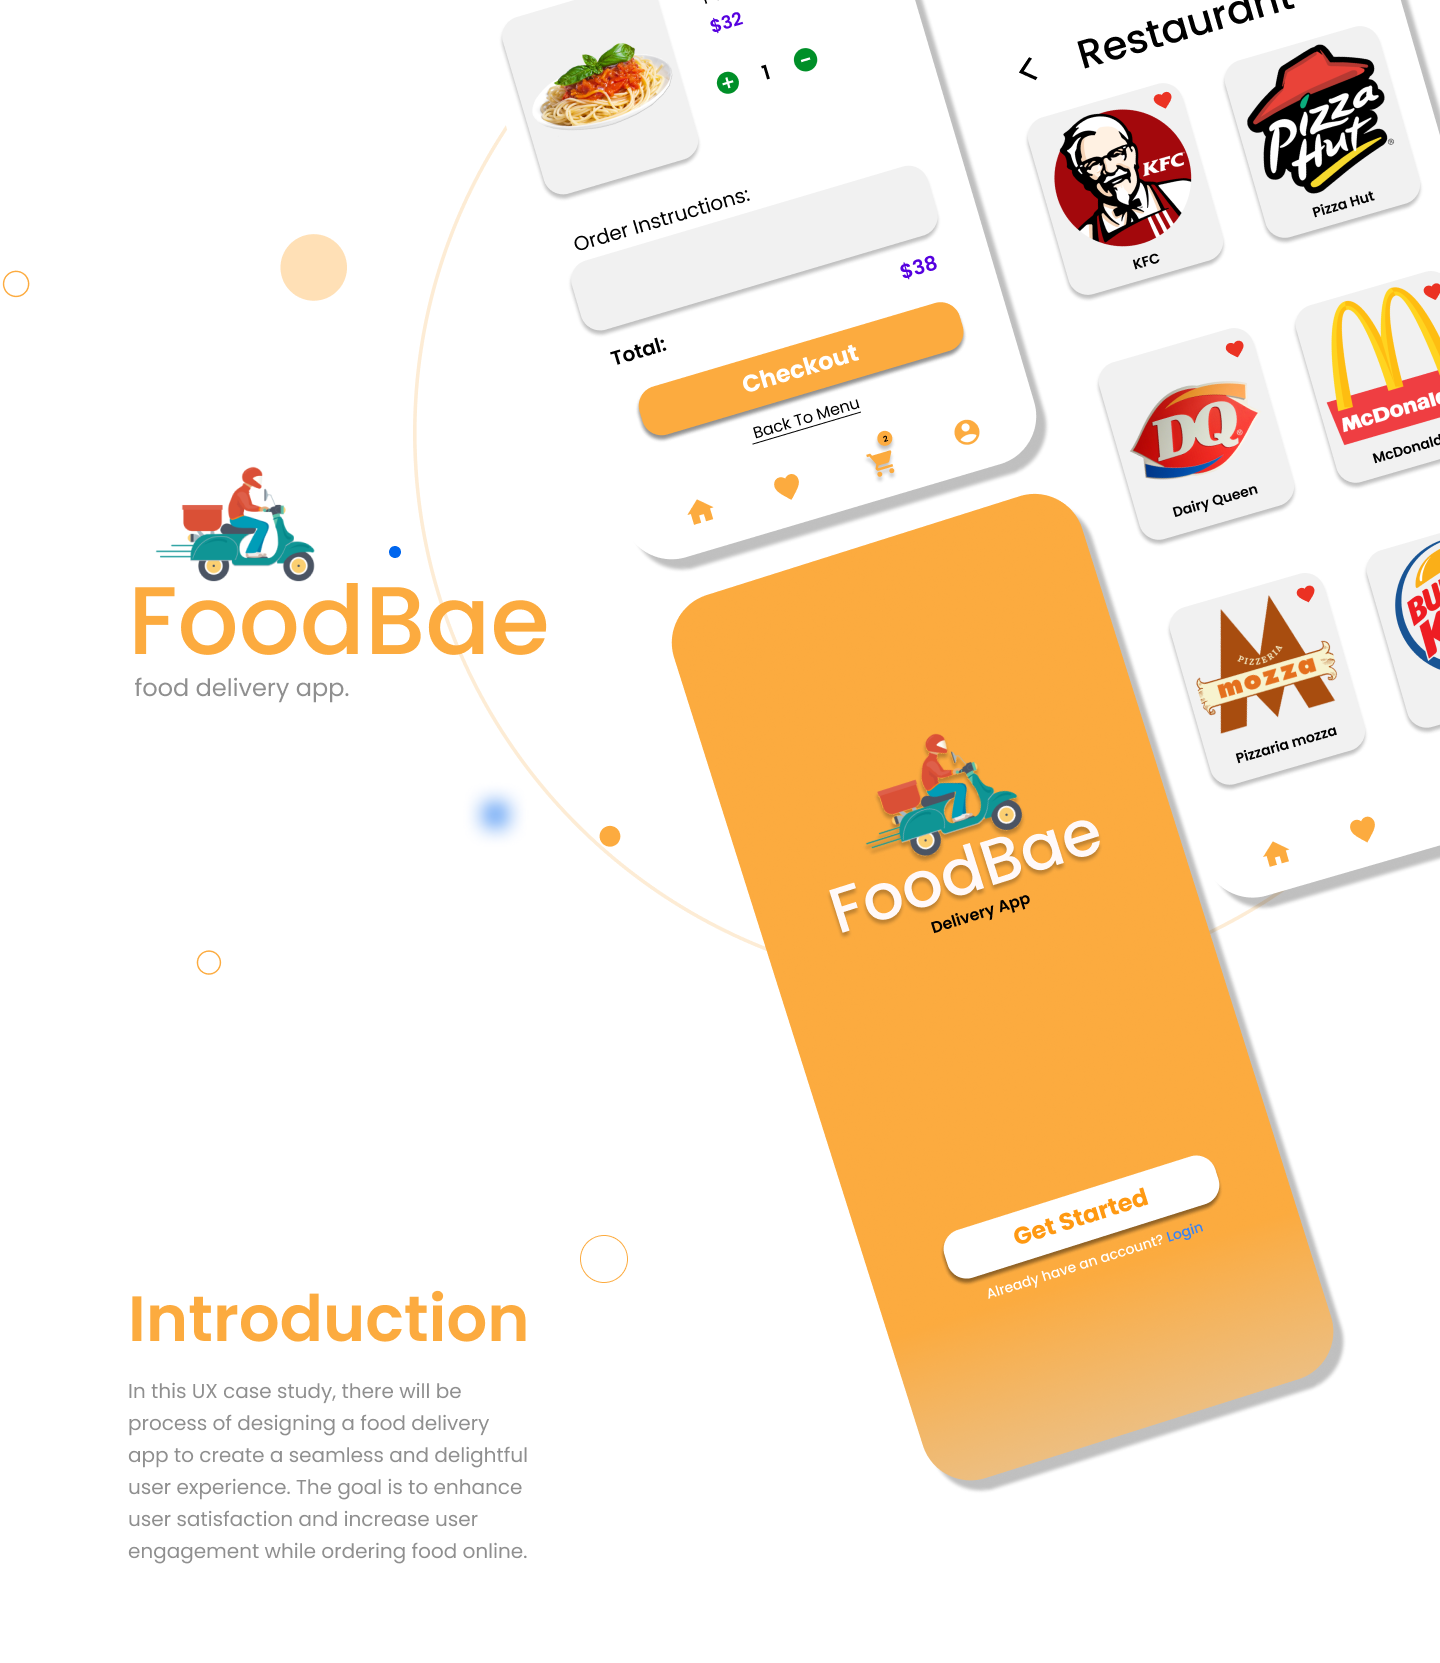 $32
1
Order Instructions:
$38
Total:
Checkout
Back To Menu
2
Restaurant
KFC
KFC
Pizza
Hut
®
Pizza Hut
DQ
®
Dairy Queen
McDonald
McDonald
PIZZERIA
mozza
Pizzaria mozza
FoodBae
food delivery app.
FoodBae
Delivery App
Get Started
Already have an account? Login
Introduction
In this UX case study, there will be
process of designing a food delivery
app to create a seamless and delightful
user experience. The goal is to enhance
user satisfaction and increase user
engagement while ordering food online.